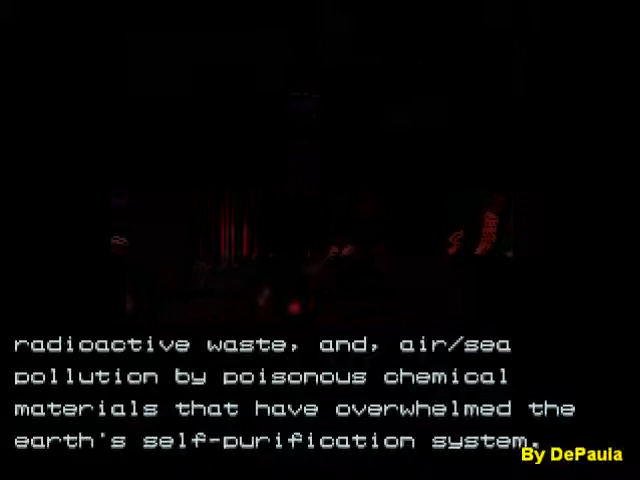 radioactive waste, and, air/sea
pollution by poisonous chemical
materials that have overwhelmed the
earth's self-purification system.
By DePaula